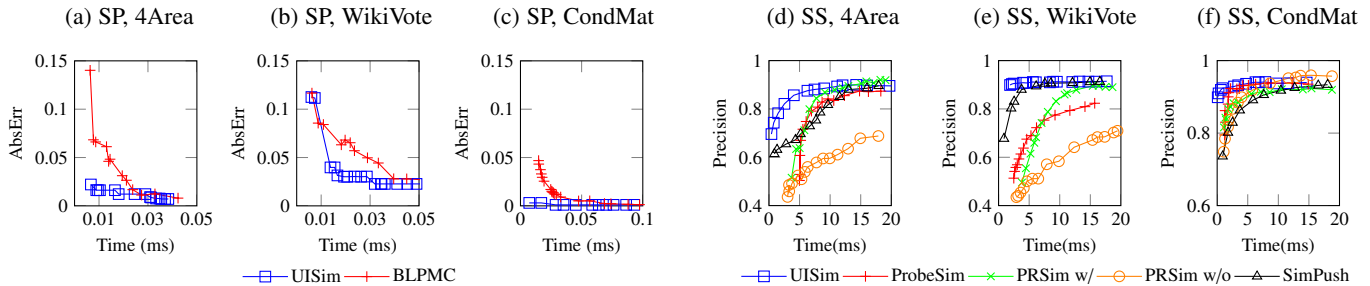 (a) SP, 4Area
(b) SP, WikiVote
(c) SP, CondMat
(d) SS, 4Area
(e) SS, WikiVote
(f) SS, CondMat
AbsErr
0.15
0.10
0.05
0
0.01
0.03
0.05
Time (ms)
AbsErr
0.15
0.10
0.05
0
0.01
0.03
0.05
Time (ms)
AbsErr
0.15
0.10
0.05
0
0
0.1
Time (ms)
UISim
BLPMC
Precision
1
0.8
0.6
0.4
0
5
10
15
20
Time(ms)
Precision
1
0.8
0.6
0.4
0
5
10
15
20
Time(ms)
Precision
1
0.8
0.6
0
5
10
15
20
Time(ms)
UISim
ProbeSim
PRSim w/
PRSim w/o
SimPush